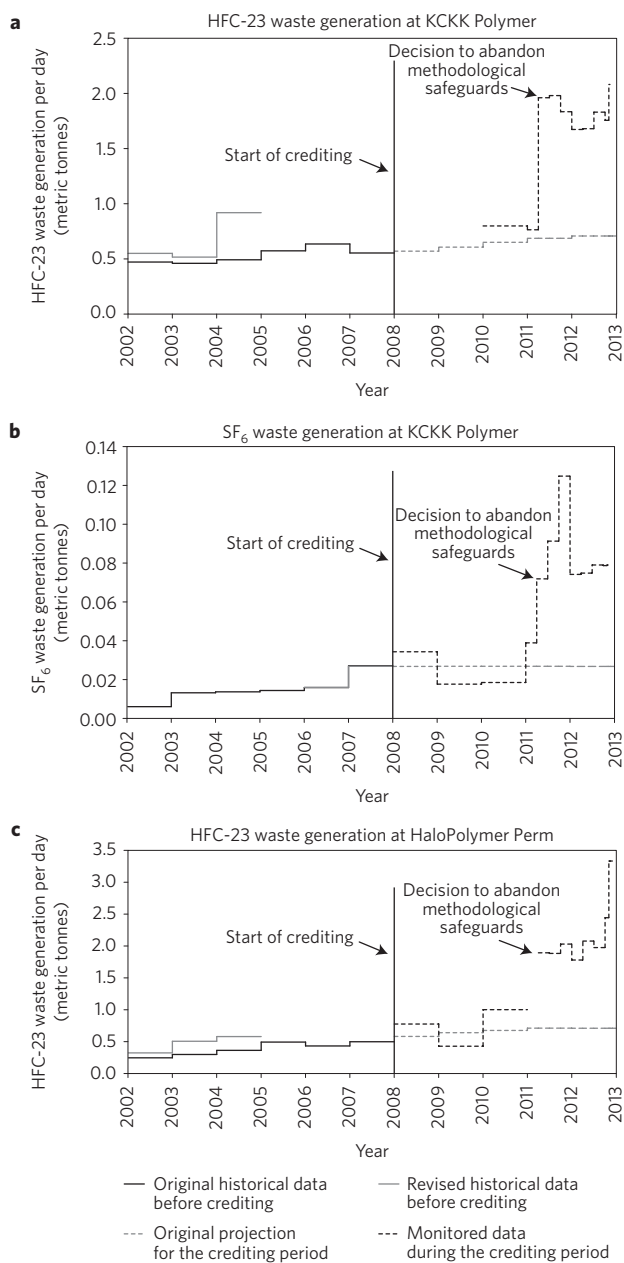 a
HFC-23 waste generation at KCKK Polymer
HFC-23 waste generation per day
(metric tonnes)
2.5
2.0
1.5
1.0
0.5
0.0
Decision to abandon
methodological
safeguards
Start of crediting
2002
2003
2004
2005
2006
2007
2008
2009
2010
2011
2012
2013
Year
b
SF₆ waste generation at KCKK Polymer
SF₆ waste generation per day
(metric tonnes)
0.14
0.12
0.10
0.08
0.06
0.04
0.02
0.00
Decision to abandon
methodological
safeguards
Start of crediting
2002
2003
2004
2005
2006
2007
2008
2009
2010
2011
2012
2013
Year
c
HFC-23 waste generation at HaloPolymer Perm
HFC-23 waste generation per day
(metric tonnes)
3.5
3.0
2.5
2.0
1.5
1.0
0.5
0.0
Decision to abandon
methodological
safeguards
Start of crediting
2002
2003
2004
2005
2006
2007
2008
2009
2010
2011
2012
2013
Year
Original historical data
before crediting
Revised historical data
before crediting
Original projection
for the crediting period
Monitored data
during the crediting period